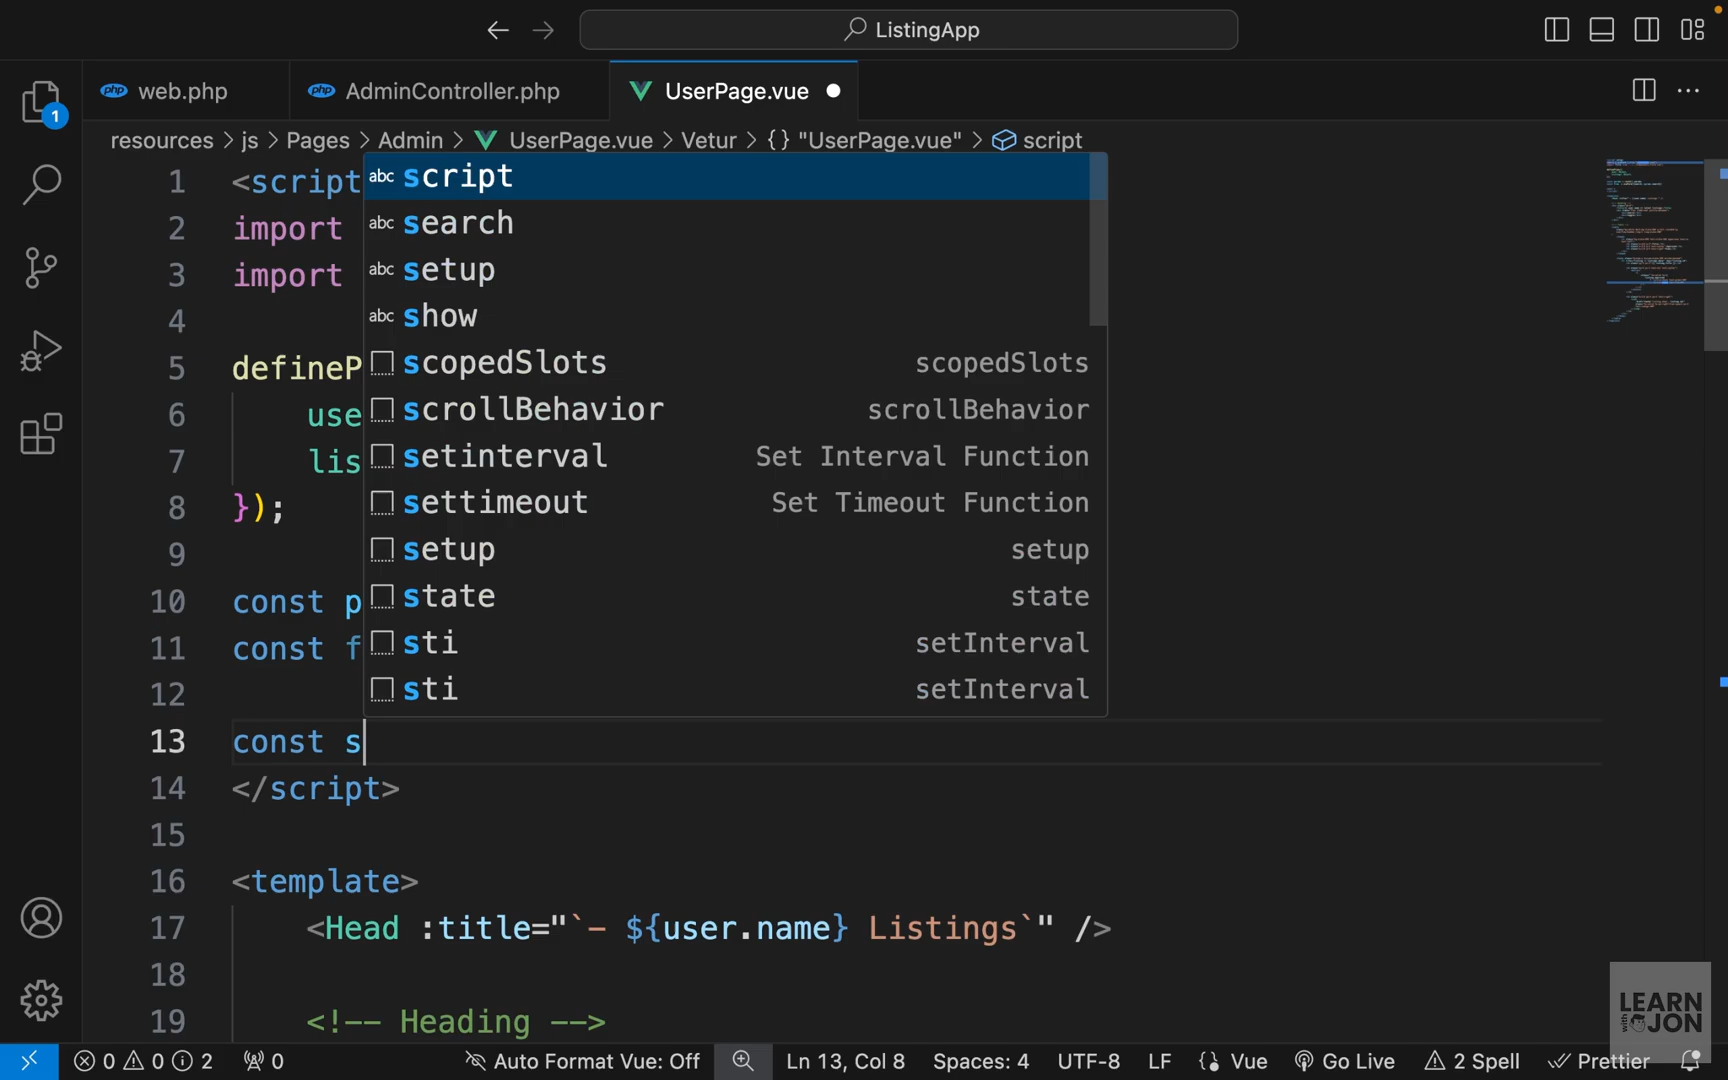 ListingApp
php web.php
php AdminController.php
UserPage.vue
1
resources > js > Pages > Admin > UserPage.vue > Vetur > {} "UserPage.vue" > script
1 <script
2 import
3 import
4
5 defineP
6 use
7 lis
8 });
9
10 const p
11 const f
12
13 const s
14 </script>
15
16 <template>
17 <Head :title="`- ${user.name} Listings`" />
18
19 <!-- Heading -->
abc script
abc search
abc setup
abc show
scopedSlots scopedSlots
scrollBehavior scrollBehavior
setinterval Set Interval Function
settimeout Set Timeout Function
setup setup
state state
sti setInterval
sti setInterval
LEARN
with JON
0 0 2 0 Auto Format Vue: Off Ln 13, Col 8 Spaces: 4 UTF-8 LF {} Vue Go Live 2 Spell Prettier